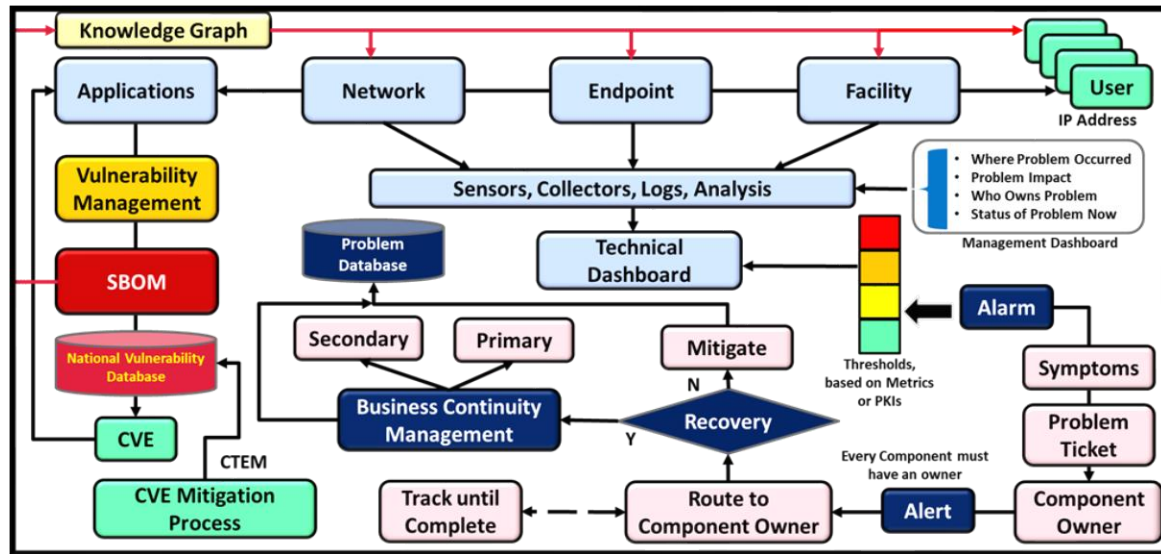 Knowledge Graph
Applications
Network
Endpoint
Facility
User
IP Address
Vulnerability
Management
Sensors, Collectors, Logs, Analysis
• Where Problem Occurred
• Problem Impact
• Who Owns Problem
• Status of Problem Now
Management Dashboard
Problem
Database
Technical
Dashboard
SBOM
Alarm
Secondary
Primary
Mitigate
Thresholds,
based on Metrics
or PKIs
Symptoms
National Vulnerability
Database
N
Business Continuity
Management
Y
Recovery
Problem
Ticket
CVE
CTEM
Every Component must
have an owner
CVE Mitigation
Process
Track until
Complete
Route to
Component Owner
Alert
Component
Owner